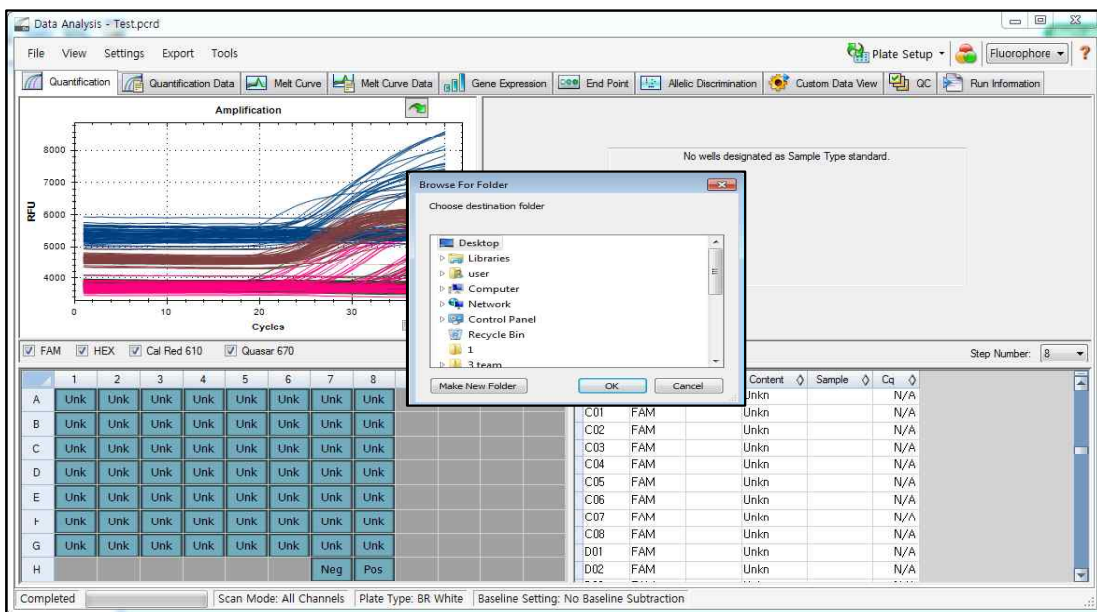 Data Analysis - Test.pcrd
File View Settings Export Tools Plate Setup Fluorophore ?
Quantification Quantification Data Melt Curve Melt Curve Data Gene Expression End Point Allelic Discrimination Custom Data View QC Run Information
Amplification
8000
7000
6000
5000
4000
RFU
0 10 20 30
Cycles
No wells designated as Sample Type standard.
Browse For Folder
Choose destination folder
Desktop
Libraries
user
Computer
Network
Control Panel
Recycle Bin
1
3 team
Make New Folder OK Cancel
FAM HEX Cal Red 610 Quasar 670 Step Number: 8
1 2 3 4 5 6 7 8
A Unk Unk Unk Unk Unk Unk Unk Unk
B Unk Unk Unk Unk Unk Unk Unk Unk
C Unk Unk Unk Unk Unk Unk Unk Unk
D Unk Unk Unk Unk Unk Unk Unk Unk
E Unk Unk Unk Unk Unk Unk Unk Unk
F Unk Unk Unk Unk Unk Unk Unk Unk
G Unk Unk Unk Unk Unk Unk Unk Unk
H Neg Pos
Content Sample Cq
Unkn N/A
C01 FAM Unkn N/A
C02 FAM Unkn N/A
C03 FAM Unkn N/A
C04 FAM Unkn N/A
C05 FAM Unkn N/A
C06 FAM Unkn N/A
C07 FAM Unkn N/A
C08 FAM Unkn N/A
D01 FAM Unkn N/A
D02 FAM Unkn N/A
Completed Scan Mode: All Channels Plate Type: BR White Baseline Setting: No Baseline Subtraction